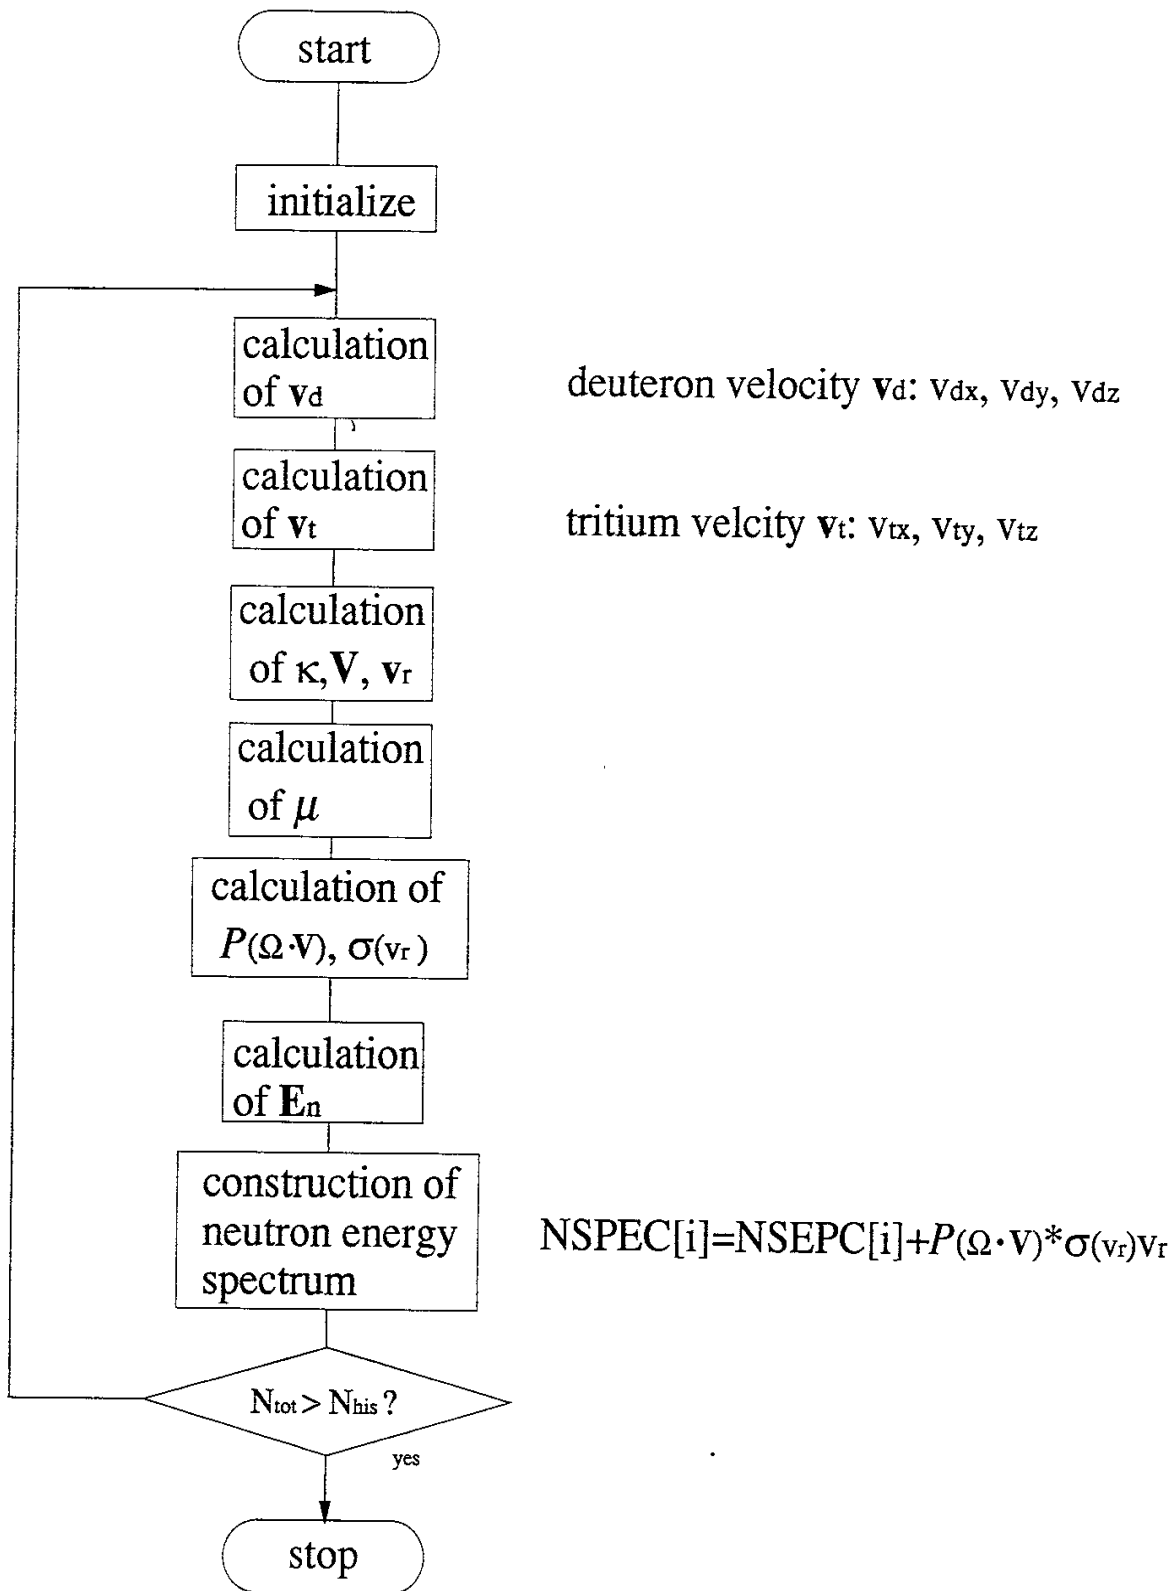 start
initialize
calculation
of vd
deuteron velocity vd: vdx, vdy, vdz
calculation
of vt
tritium velcity vt: vtx, vty, vtz
calculation
of κ, V, vr
calculation
of μ
calculation of
P(Ω·V), σ(vr)
calculation
of En
construction of
neutron energy
spectrum
NSPEC[i]=NSEPC[i]+P(Ω·V)*σ(vr)vr
Ntot > Nhis ?
yes
stop